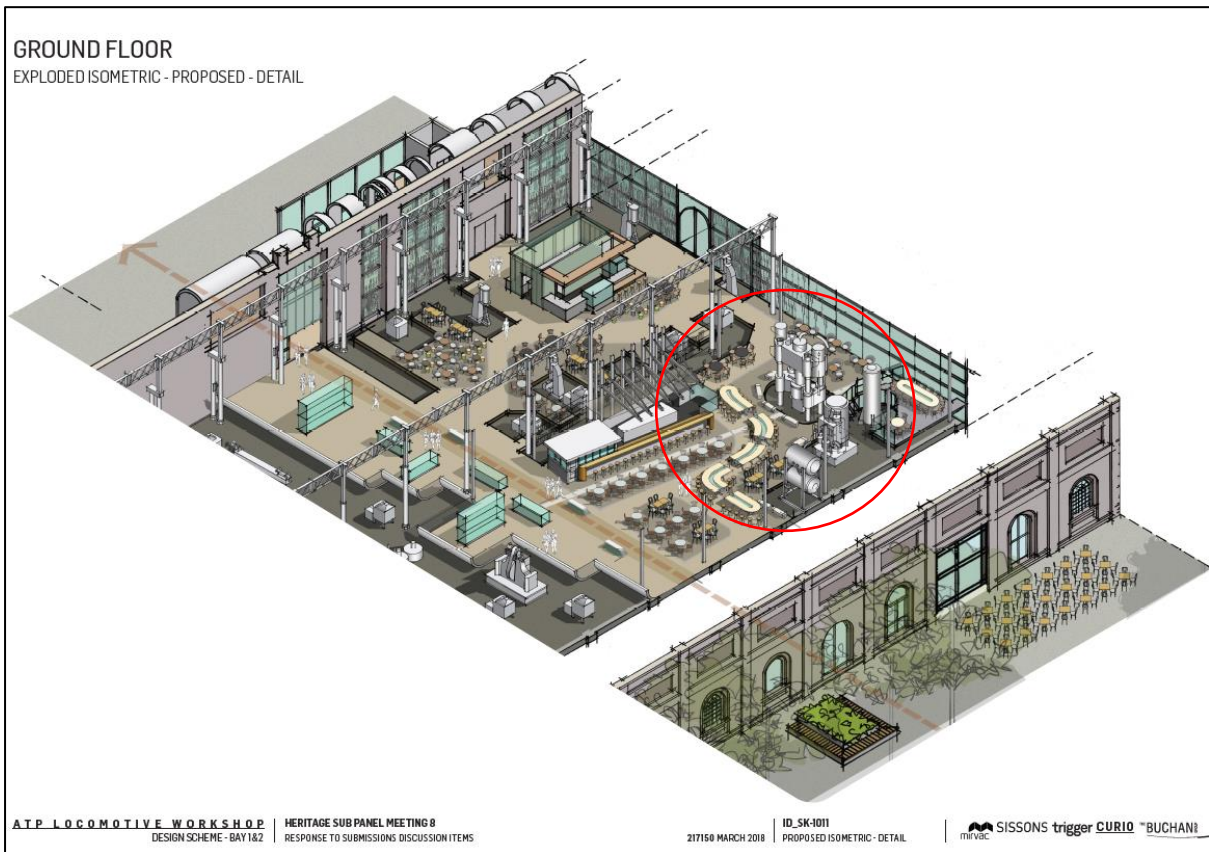 GROUND FLOOR
EXPLODED ISOMETRIC - PROPOSED - DETAIL
ATP LOCOMOTIVE WORKSHOP
DESIGN SCHEME - BAY 1&2
HERITAGE SUB PANEL MEETING 8
RESPONSE TO SUBMISSIONS DISCUSSION ITEMS
217150 MARCH 2018
ID_SK-1011
PROPOSED ISOMETRIC - DETAIL
mirvac
SISSONS trigger CURIO BUCHAN